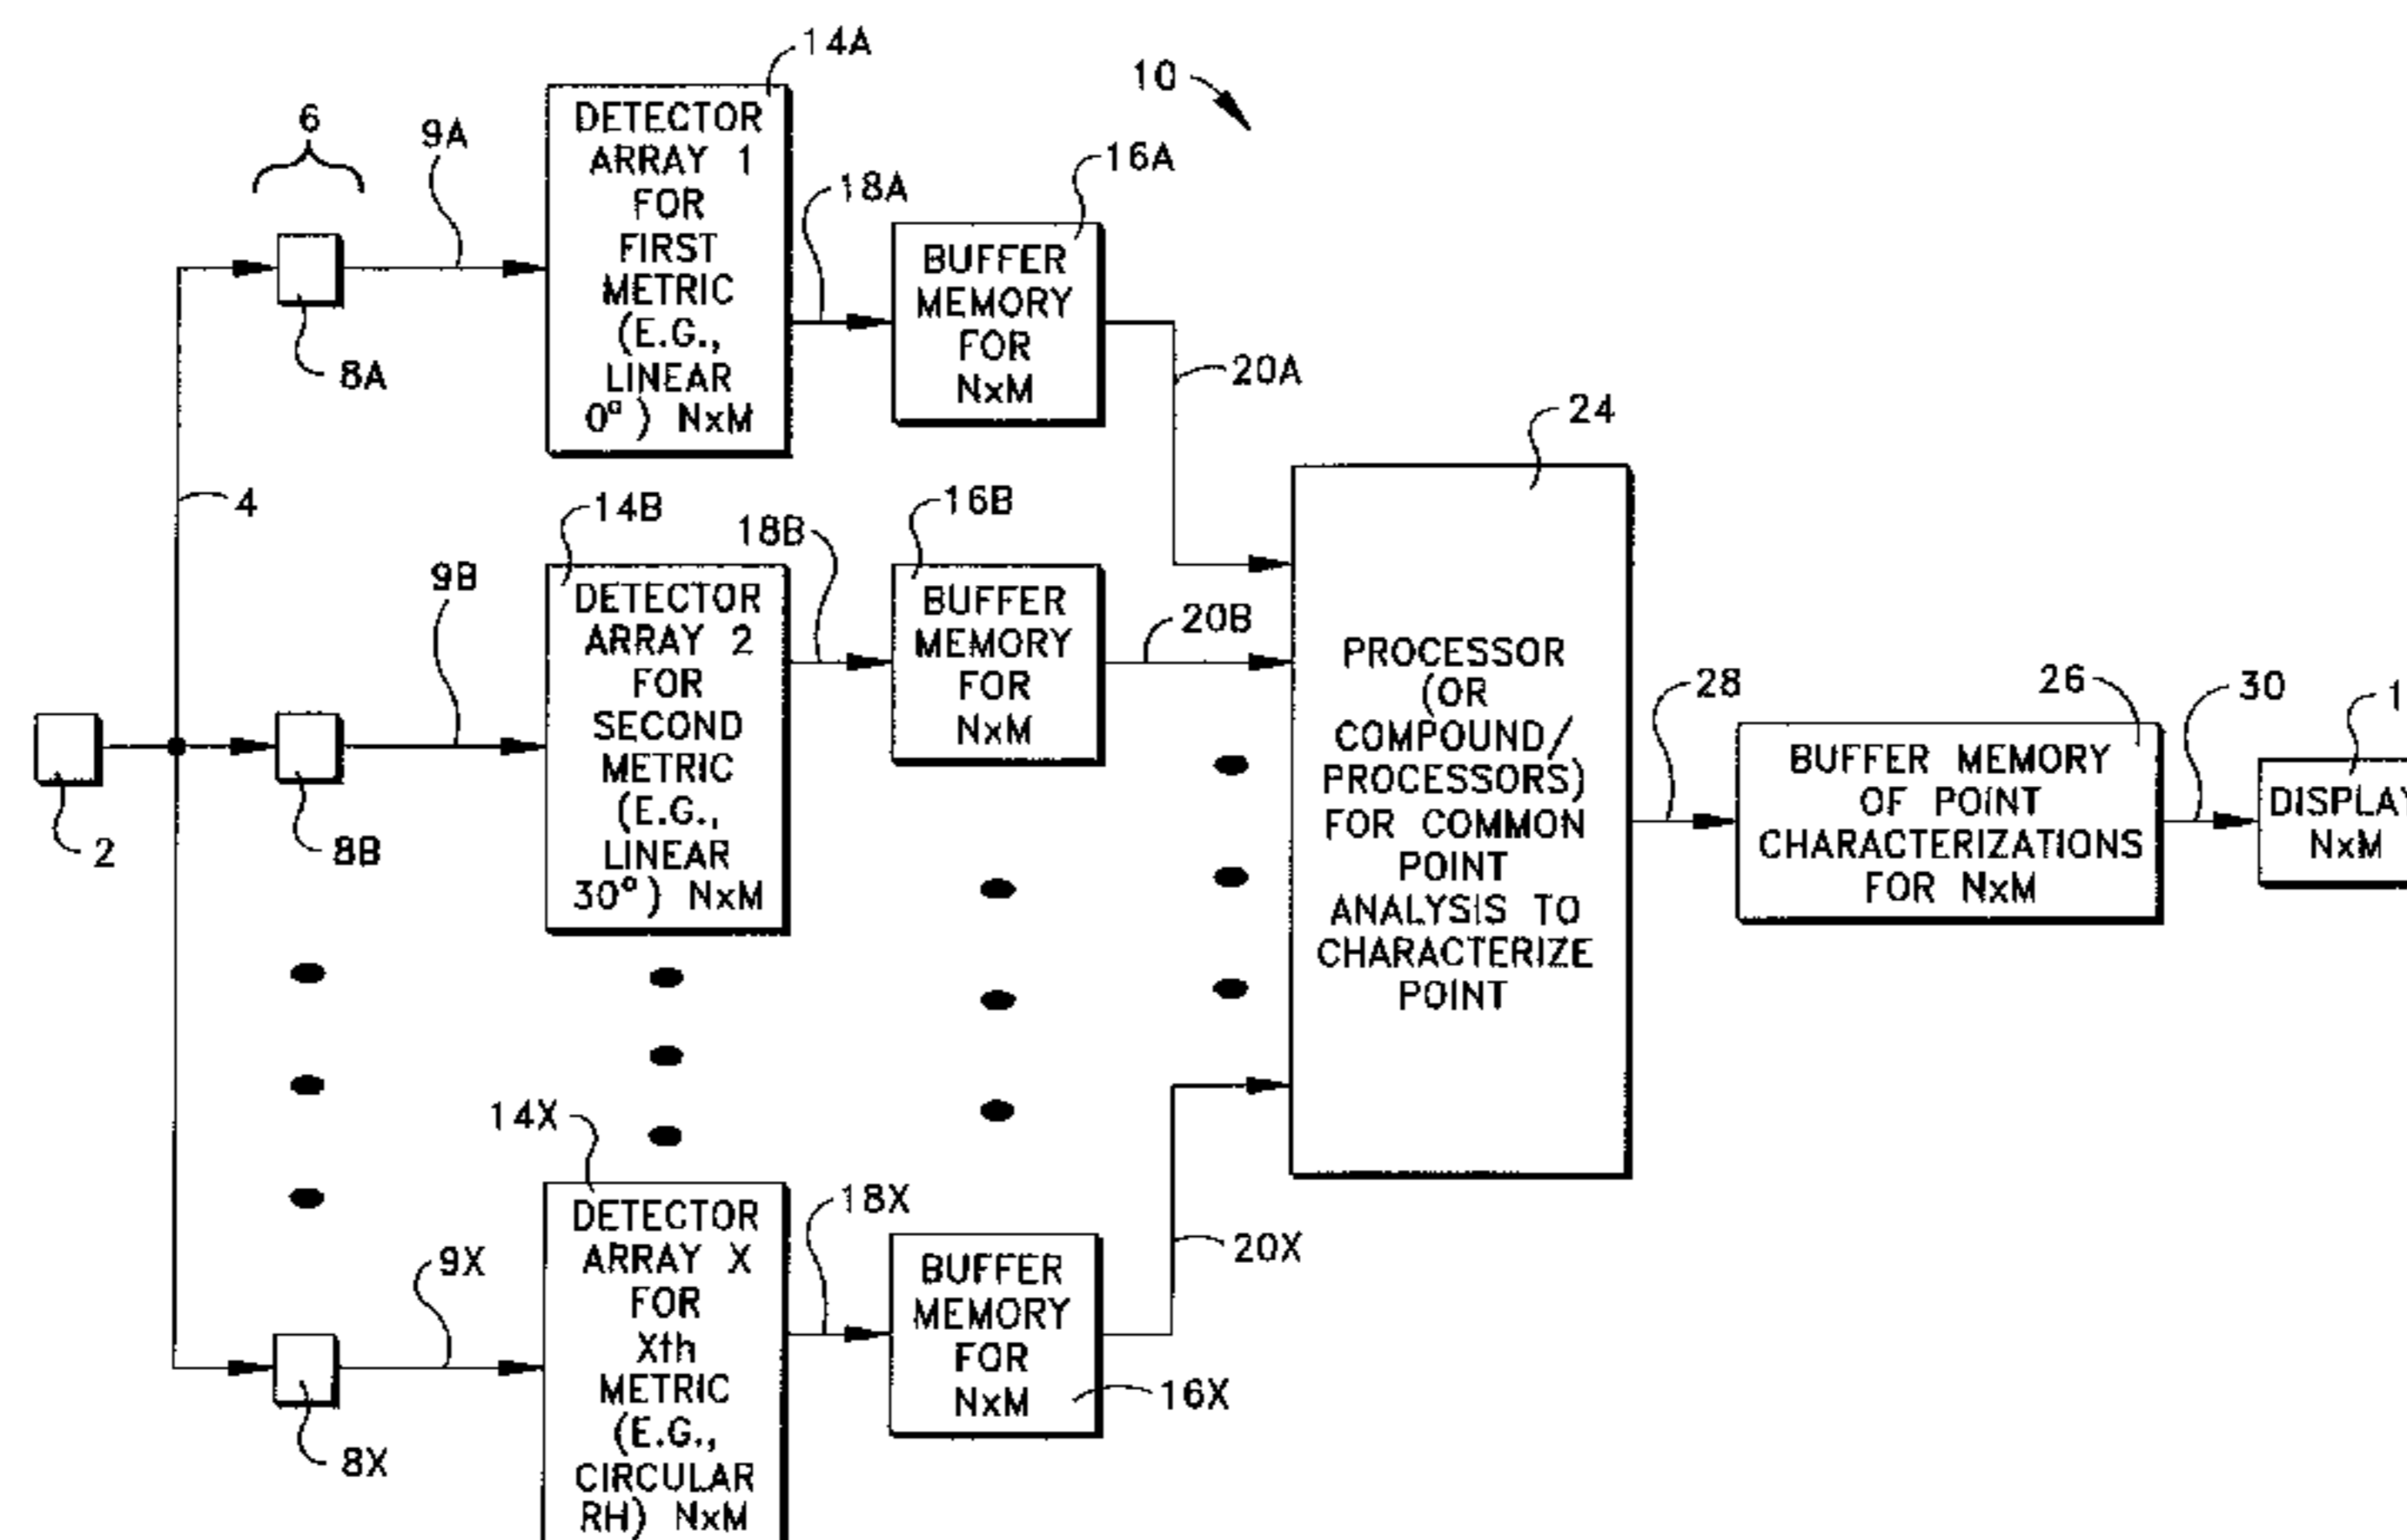 14A
10
6
9A
DETECTOR
ARRAY 1
FOR
FIRST
METRIC
(E.G.,
LINEAR
0°) NxM
18A
16A
BUFFER
MEMORY
FOR
NxM
8A
20A
4
24
14B
18B
16B
9B
DETECTOR
ARRAY 2
FOR
SECOND
METRIC
(E.G.,
LINEAR
30°) NxM
BUFFER
MEMORY
FOR
NxM
20B
2
8B
PROCESSOR
(OR
COMPOUND/
PROCESSORS)
FOR COMMON
POINT
ANALYSIS TO
CHARACTERIZE
POINT
28
26
30
1
BUFFER MEMORY
OF POINT
CHARACTERIZATIONS
FOR NxM
DISPLAY
NxM
14X
9X
DETECTOR
ARRAY X
FOR
Xth
METRIC
(E.G.,
CIRCULAR
RH) NxM
18X
BUFFER
MEMORY
FOR
NxM
20X
16X
8X